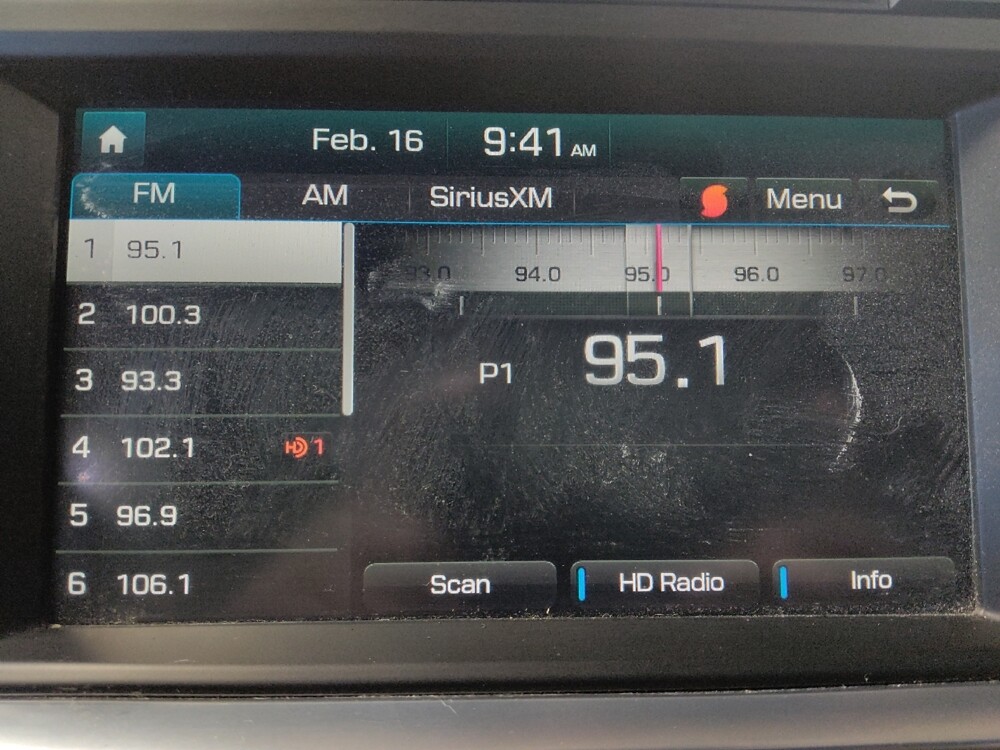 Feb. 16 9:41 AM
FM AM SiriusXM Menu
1 95.1
2 100.3
3 93.3
4 102.1 HD 1
5 96.9
6 106.1
93.0 94.0 95.0 96.0 97.0
P1 95.1
Scan HD Radio Info